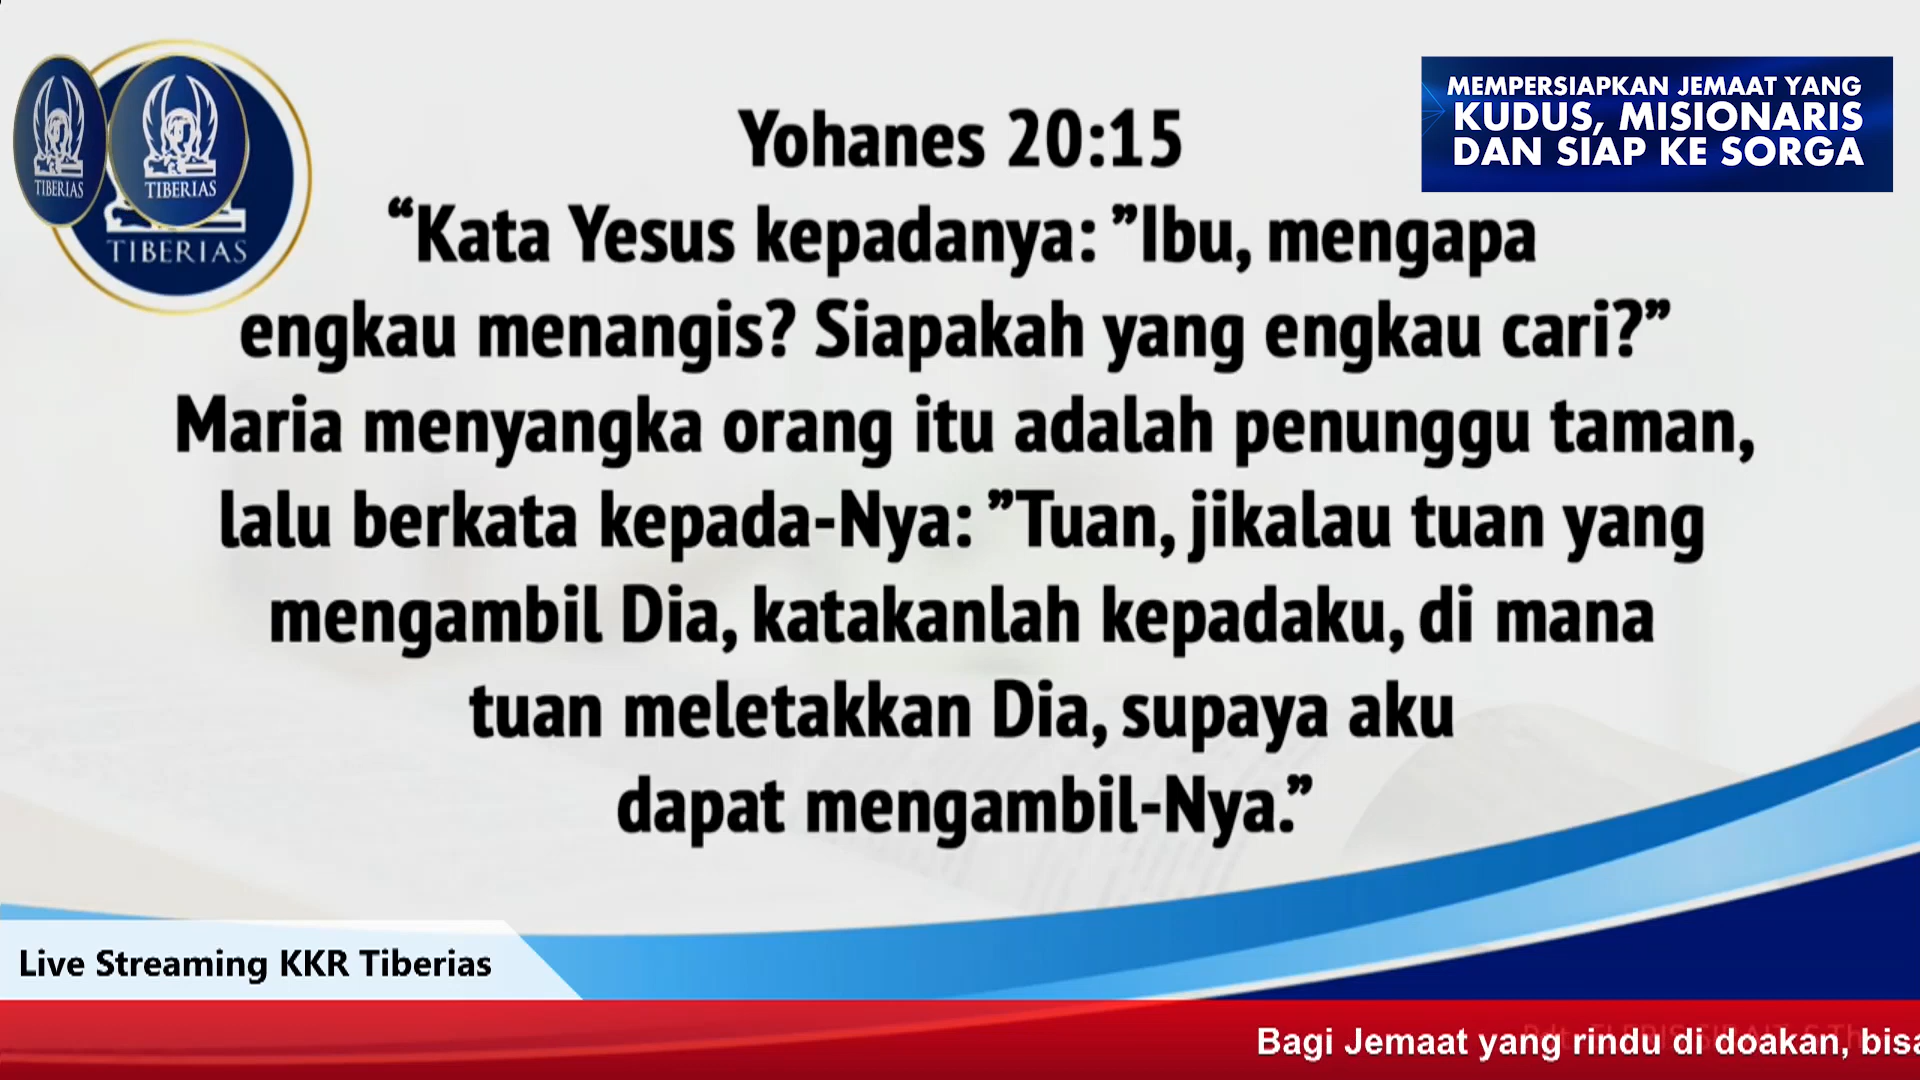 TIBERIAS
TIBERIAS
TIBERIAS
MEMPERSIAPKAN JEMAAT YANG
KUDUS, MISIONARIS
DAN SIAP KE SORGA
Yohanes 20:15
“Kata Yesus kepadanya: ”Ibu, mengapa
engkau menangis? Siapakah yang engkau cari?”
Maria menyangka orang itu adalah penunggu taman,
lalu berkata kepada-Nya: ”Tuan, jikalau tuan yang
mengambil Dia, katakanlah kepadaku, di mana
tuan meletakkan Dia, supaya aku
dapat mengambil-Nya.”
Live Streaming KKR Tiberias
Bagi Jemaat yang rindu di doakan, bisa